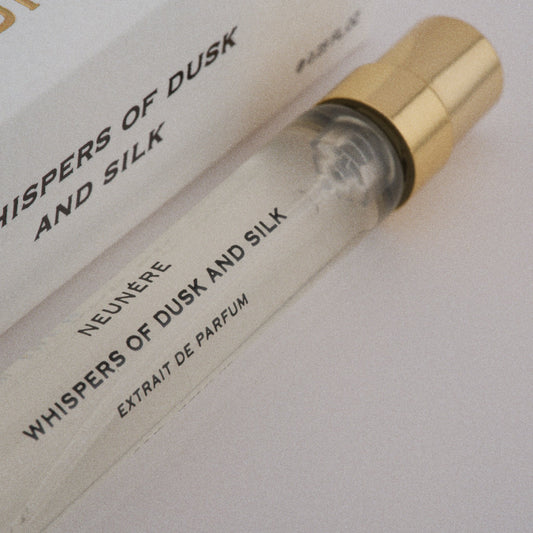 WHISPERS OF DUSK
AND SILK
NEUNÈRE
WHISPERS OF DUSK AND SILK
EXTRAIT DE PARFUM